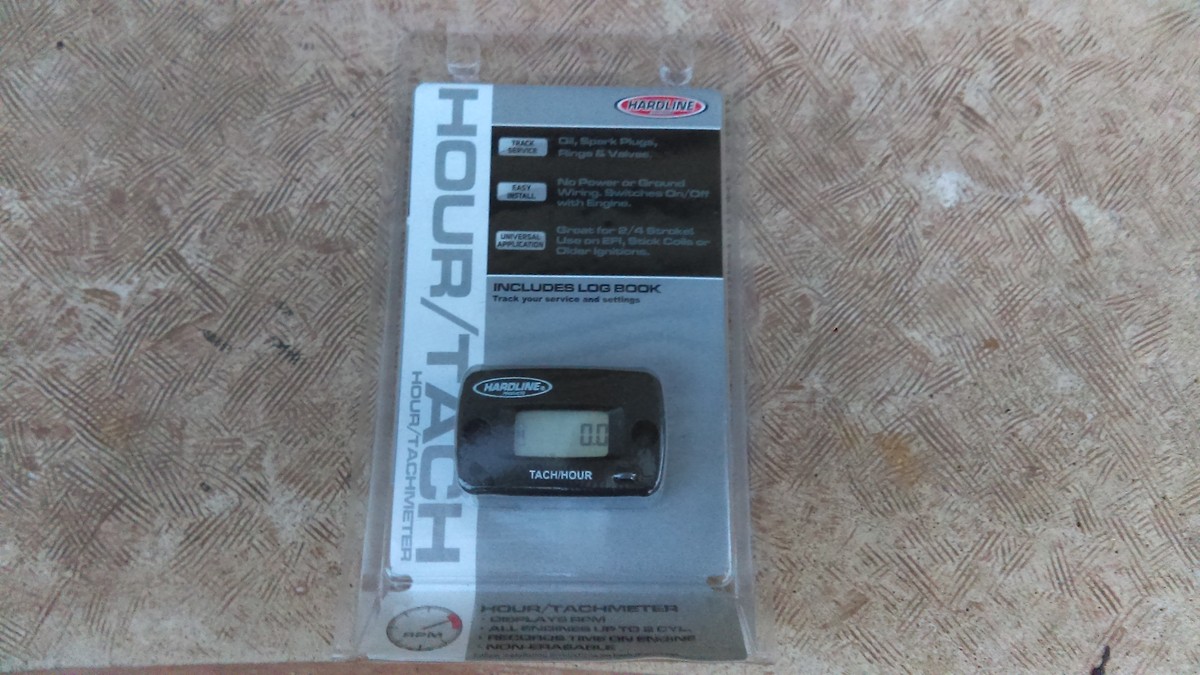 HARDLINE
HOUR/TACH
HOUR/TACHMETER
TRACK
SERVICE
Oil, Spark Plugs,
Rings & Valves.
EASY
INSTALL
No Power or Ground
Wiring. Switches On/Off
with Engine.
UNIVERSAL
APPLICATION
Great for 2/4 Stroke!
Use on EFI, Stick Coils or
Older Ignitions.
INCLUDES LOG BOOK
Track your service and settings
HARDLINE®
PRODUCTS
0.0
TACH/HOUR
RPM
HOUR/TACHMETER
• DISPLAYS RPM
• ALL ENGINES UP TO 8 CYL.
• RECORDS TIME ON ENGINE
• NON-ERASABLE